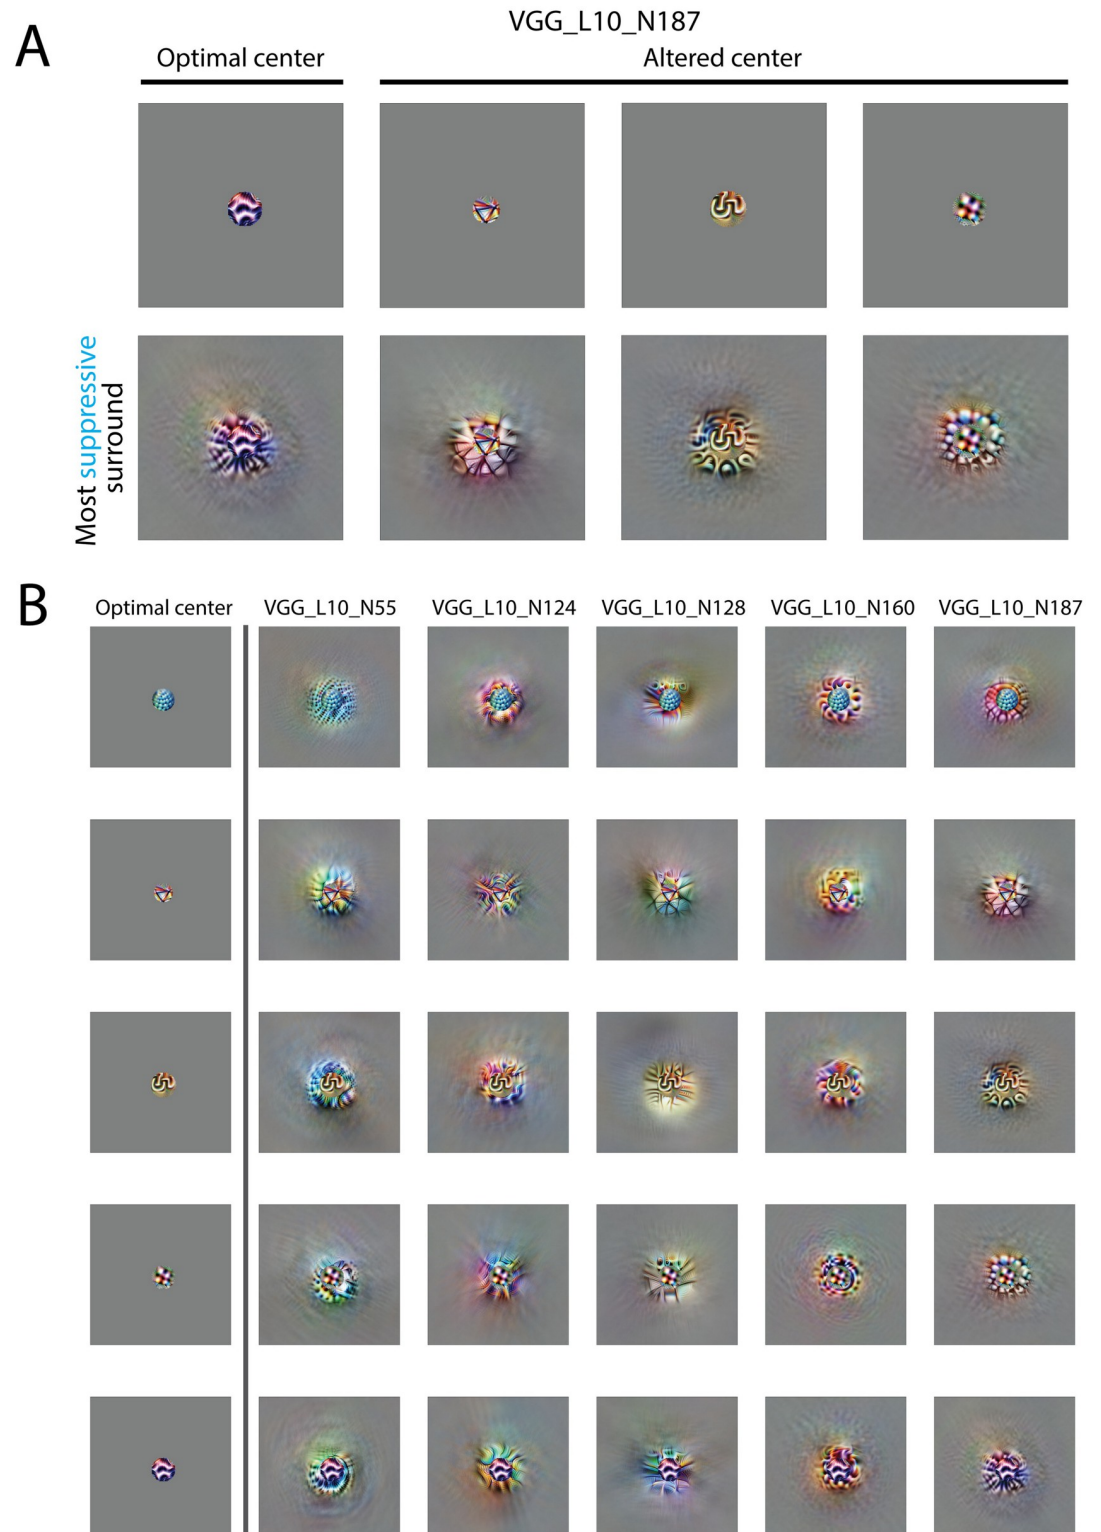 A
VGG_L10_N187
Optimal center
Altered center
Most suppressive
surround
B
Optimal center
VGG_L10_N55
VGG_L10_N124
VGG_L10_N128
VGG_L10_N160
VGG_L10_N187